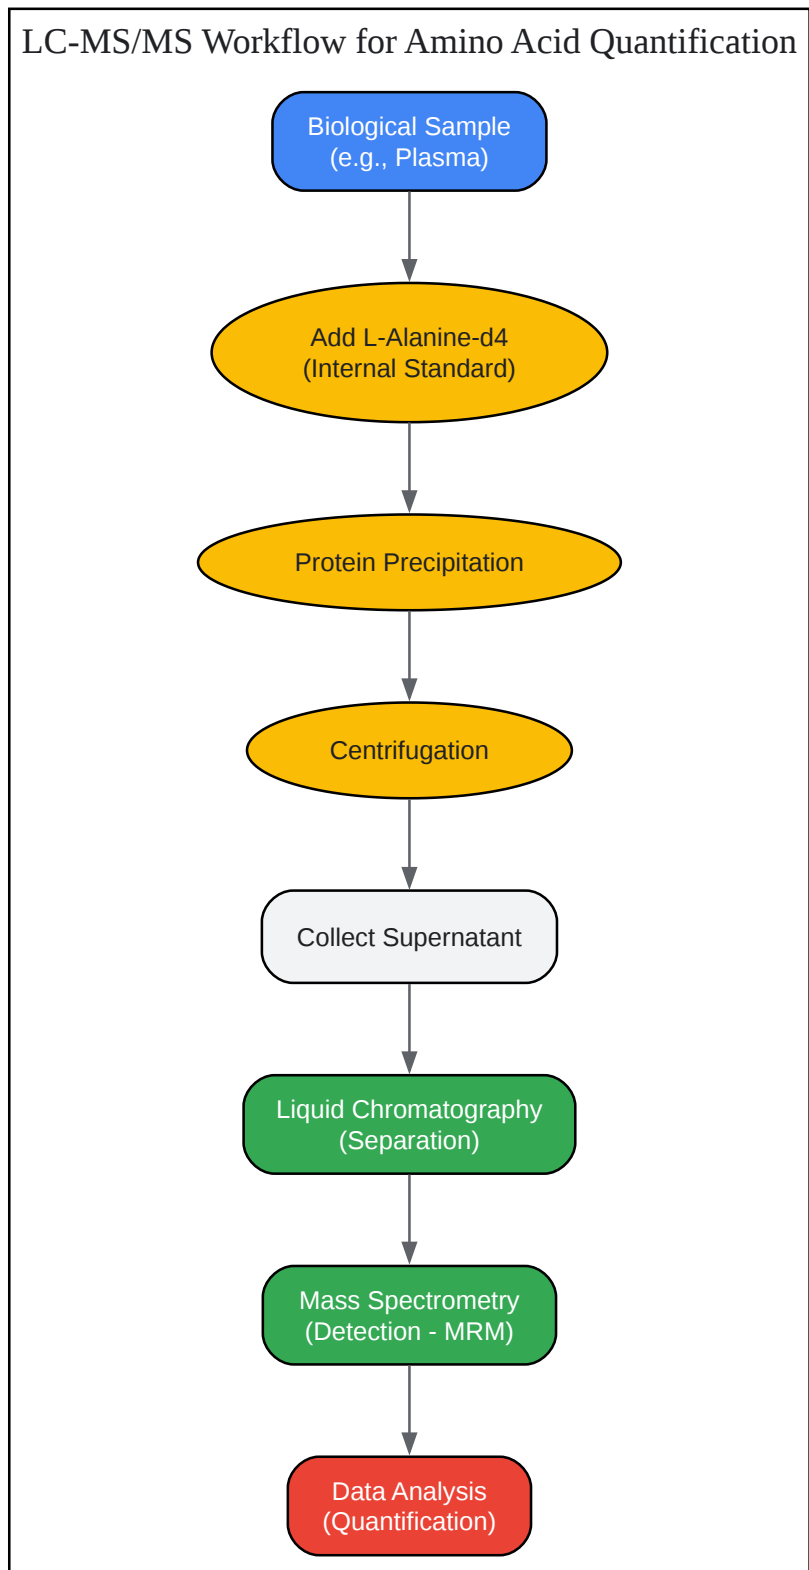 LC-MS/MS Workflow for Amino Acid Quantification
Biological Sample
(e.g., Plasma)
Add L-Alanine-d4
(Internal Standard)
Protein Precipitation
Centrifugation
Collect Supernatant
Liquid Chromatography
(Separation)
Mass Spectrometry
(Detection - MRM)
Data Analysis
(Quantification)